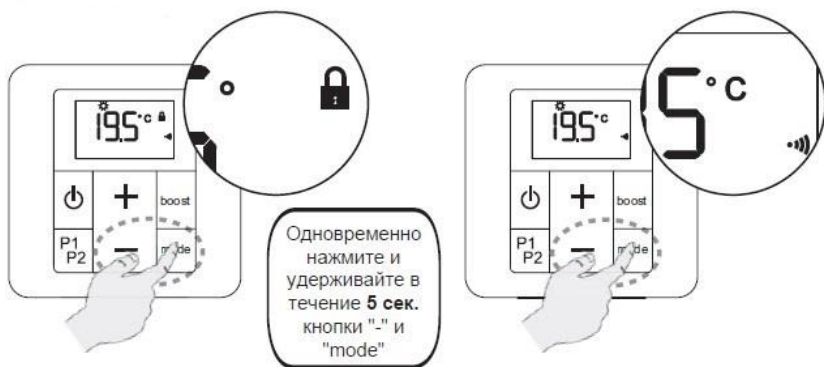 19.5°C
boost
P1
P2
mode
Одновременно
нажмите и
удерживайте в
течение 5 сек.
кнопки "-" и
"mode"
5°C
19.5°C
boost
P1
P2
mode